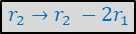 r₂ → r₂ − 2r₁